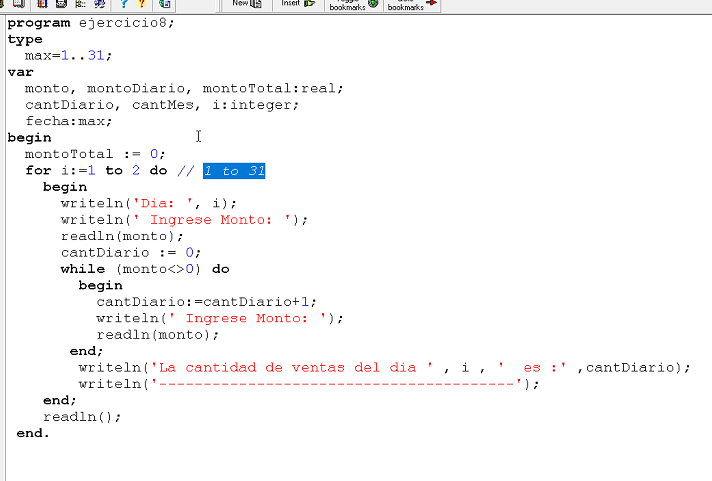 New Insert bookmarks bookmarks
program ejercicio8;
type
  max=1..31;
var
  monto, montoDiario, montoTotal:real;
  cantDiario, cantMes, i:integer;
  fecha:max;
begin
  montoTotal := 0;
  for i:=1 to 2 do // 1 to 31
    begin
      writeln('Dia: ', i);
      writeln(' Ingrese Monto: ');
      readln(monto);
      cantDiario := 0;
      while (monto<>0) do
        begin
          cantDiario:=cantDiario+1;
          writeln(' Ingrese Monto: ');
          readln(monto);
       end;
        writeln('La cantidad de ventas del dia ' , i , '  es :' ,cantDiario);
        writeln('----------------------------------------');
    end;
    readln();
 end.